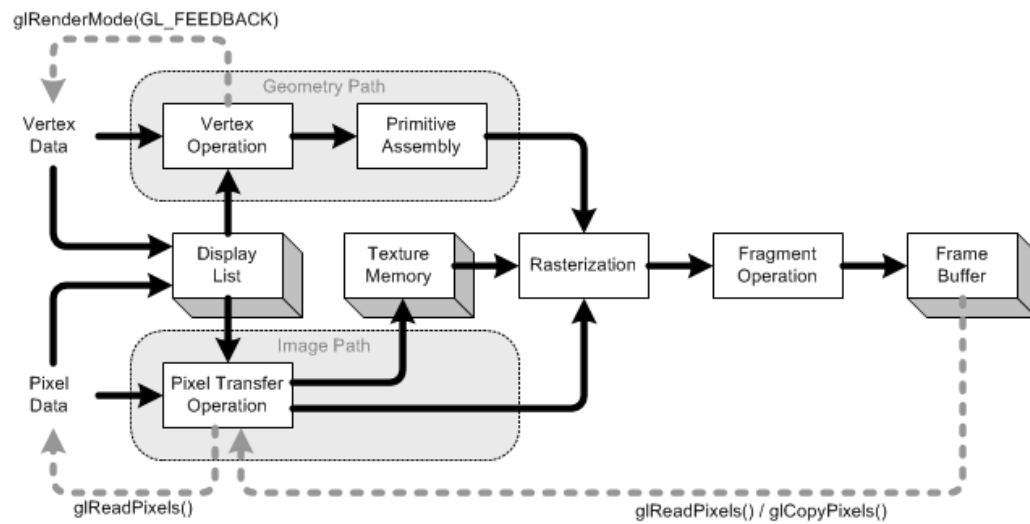 glRenderMode(GL_FEEDBACK)
Geometry Path
Vertex
Data
Vertex
Operation
Primitive
Assembly
Display
List
Texture
Memory
Rasterization
Fragment
Operation
Frame
Buffer
Image Path
Pixel
Data
Pixel Transfer
Operation
glReadPixels()
glReadPixels() / glCopyPixels()